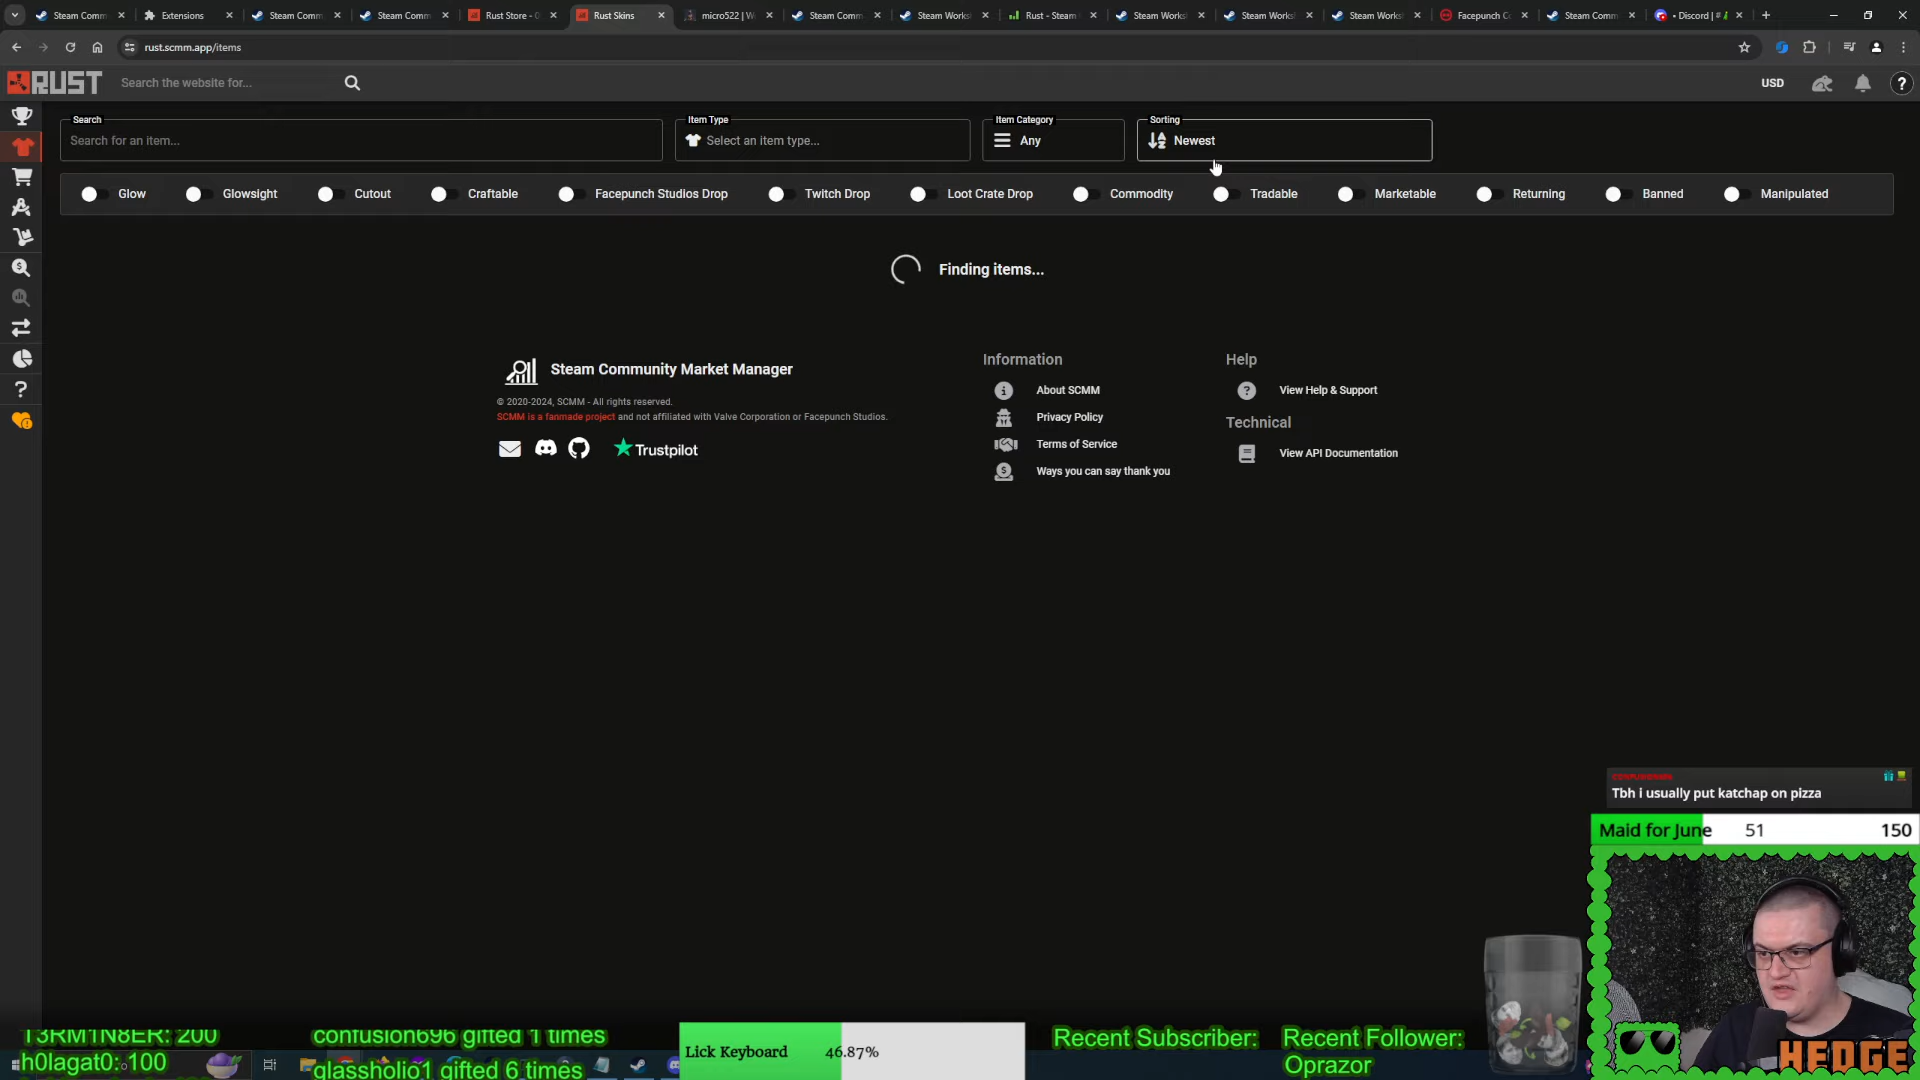 Steam Comm
Extensions
Steam Comm
Steam Comm
Rust Store -
Rust Skins
micro522 | W
Steam Comm
Steam Works
Rust - Steam
Steam Works
Steam Works
Steam Works
Facepunch C
Steam Comm
• Discord | #
rust.scmm.app/items
RUST
Search the website for...
USD
Search
Search for an item...
Item Type
Select an item type...
Item Category
Any
Sorting
Newest
Glow
Glowsight
Cutout
Craftable
Facepunch Studios Drop
Twitch Drop
Loot Crate Drop
Commodity
Tradable
Marketable
Returning
Banned
Manipulated
Finding items...
Steam Community Market Manager
© 2020-2024, SCMM - All rights reserved.
SCMM is a fanmade project and not affiliated with Valve Corporation or Facepunch Studios.
Trustpilot
Information
About SCMM
Privacy Policy
Terms of Service
Ways you can say thank you
Help
View Help & Support
Technical
View API Documentation
Tbh i usually put katchap on pizza
Maid for June 51 150
T3RM1N8ER: 200
h0lagat0: 100
confusion696 gifted 1 times
glassholio1 gifted 6 times
Lick Keyboard 46.87%
Recent Subscriber:
Recent Follower:
Oprazor
HEDGE